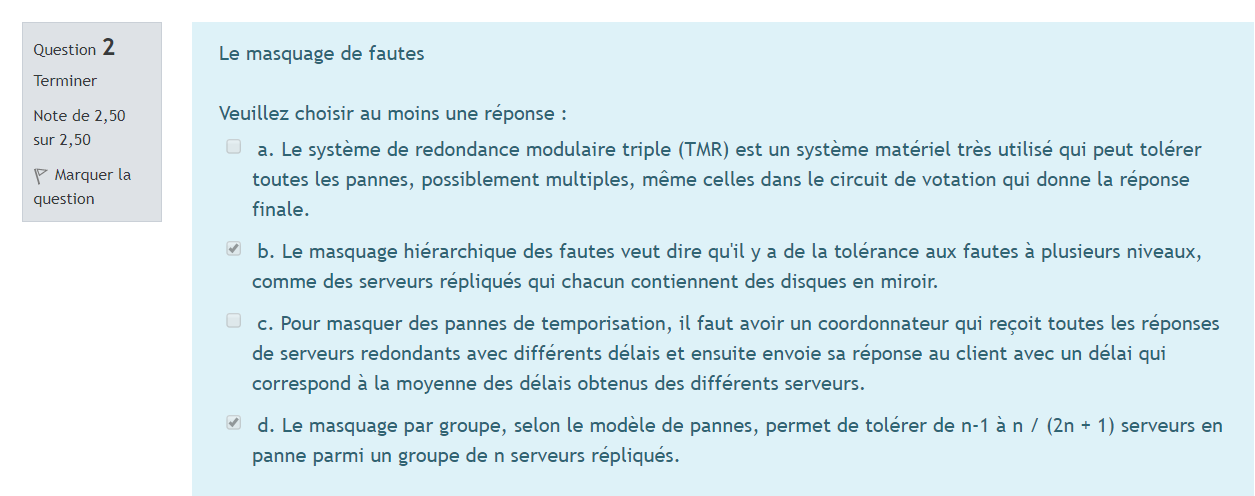 Question 2
Terminer
Note de 2,50
sur 2,50
Marquer la
question
Le masquage de fautes
Veuillez choisir au moins une réponse :
a. Le système de redondance modulaire triple (TMR) est un système matériel très utilisé qui peut tolérer
toutes les pannes, possiblement multiples, même celles dans le circuit de votation qui donne la réponse
finale.
b. Le masquage hiérarchique des fautes veut dire qu'il y a de la tolérance aux fautes à plusieurs niveaux,
comme des serveurs répliqués qui chacun contiennent des disques en miroir.
c. Pour masquer des pannes de temporisation, il faut avoir un coordonnateur qui reçoit toutes les réponses
de serveurs redondants avec différents délais et ensuite envoie sa réponse au client avec un délai qui
correspond à la moyenne des délais obtenus des différents serveurs.
d. Le masquage par groupe, selon le modèle de pannes, permet de tolérer de n-1 à n / (2n + 1) serveurs en
panne parmi un groupe de n serveurs répliqués.